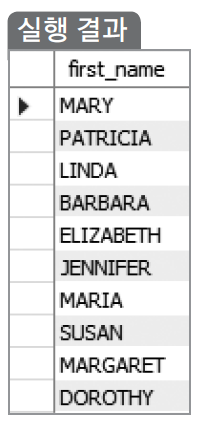 실행 결과
first_name
MARY
PATRICIA
LINDA
BARBARA
ELIZABETH
JENNIFER
MARIA
SUSAN
MARGARET
DOROTHY